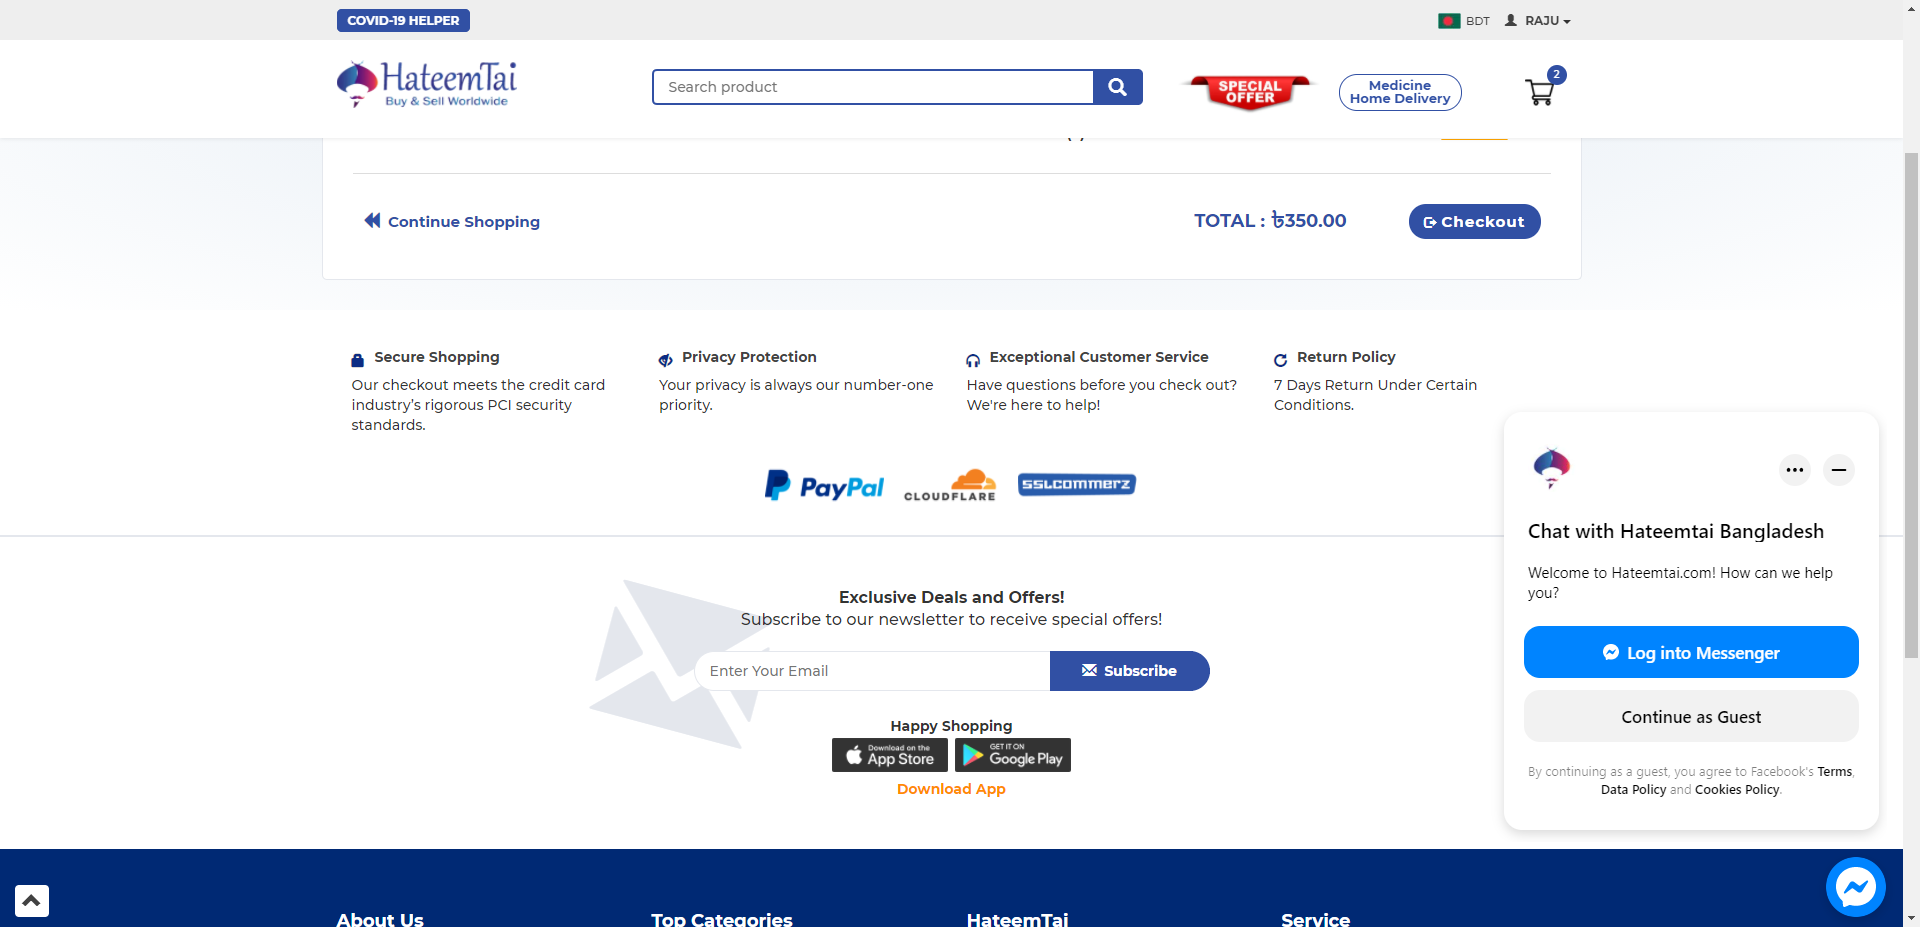 COVID-19 HELPER
BDT
RAJU
HateemTai
Buy & Sell Worldwide
Search product
SPECIAL
OFFER
Medicine
Home Delivery
2
Continue Shopping
TOTAL : ৳350.00
Checkout
Secure Shopping
Our checkout meets the credit card
industry’s rigorous PCI security
standards.
Privacy Protection
Your privacy is always our number-one
priority.
Exceptional Customer Service
Have questions before you check out?
We're here to help!
Return Policy
7 Days Return Under Certain
Conditions.
PayPal
CLOUDFLARE
SSLCOMMERZ
Exclusive Deals and Offers!
Subscribe to our newsletter to receive special offers!
Enter Your Email
Subscribe
Happy Shopping
Download on the
App Store
GET IT ON
Google Play
Download App
Chat with Hateemtai Bangladesh
Welcome to Hateemtai.com! How can we help
you?
Log into Messenger
Continue as Guest
By continuing as a guest, you agree to Facebook's Terms,
Data Policy and Cookies Policy.
About Us
Top Categories
HateemTai
Service